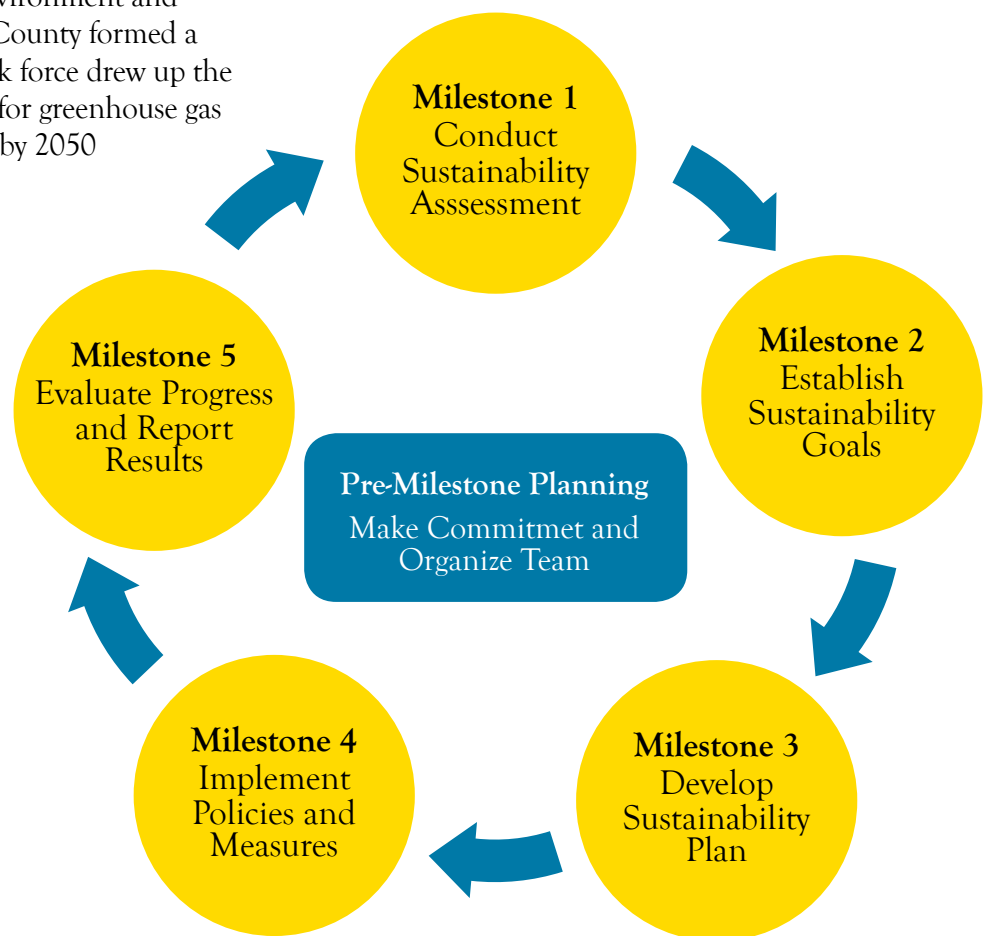 County formed a
k force drew up the
for greenhouse gas
by 2050
Milestone 1
Conduct
Sustainability
Asssessment
Milestone 2
Establish
Sustainability
Goals
Milestone 3
Develop
Sustainability
Plan
Milestone 4
Implement
Policies and
Measures
Milestone 5
Evaluate Progress
and Report
Results
Pre-Milestone Planning
Make Commitmet and
Organize Team